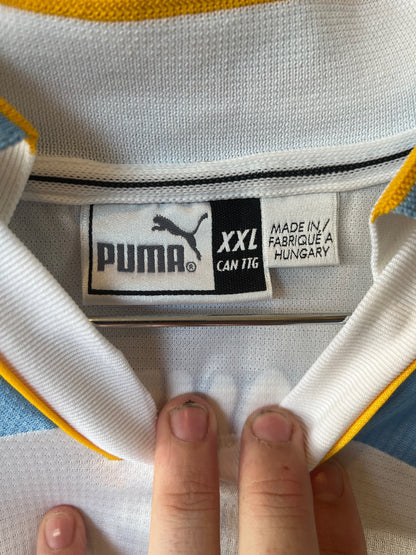 PUMA®
XXL
CAN TTG
MADE IN/
FABRIQUÉ À
HUNGARY